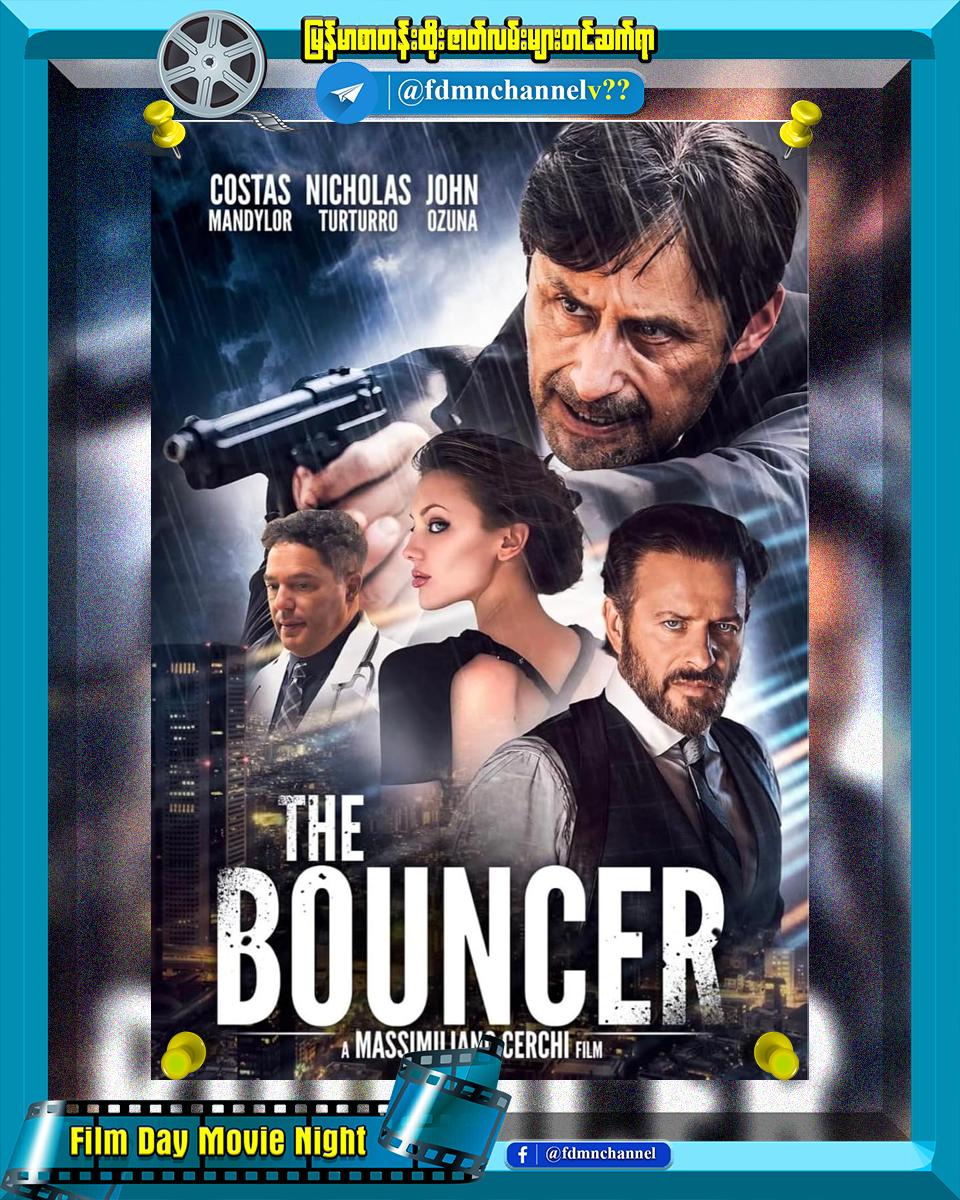 မြန်မာစာတန်းထိုးဇာတ်လမ်းများတင်ဆက်ရာ
@fdmnchannelv??
COSTAS NICHOLAS JOHN
MANDYLOR TURTURRO OZUNA
THE
BOUNCER
A MASSIMILIANO CERCHI FILM
Film Day Movie Night
f @fdmnchannel